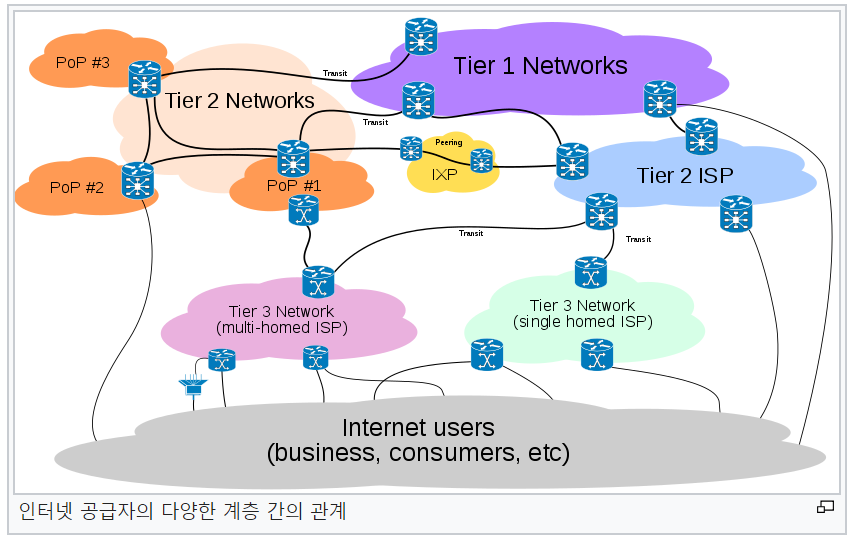 PoP #3
Transit
Tier 1 Networks
Tier 2 Networks
Transit
Peering
IXP
PoP #2
PoP #1
Tier 2 ISP
Transit
Transit
Tier 3 Network
(multi-homed ISP)
Tier 3 Network
(single homed ISP)
Internet users
(business, consumers, etc)
인터넷 공급자의 다양한 계층 간의 관계